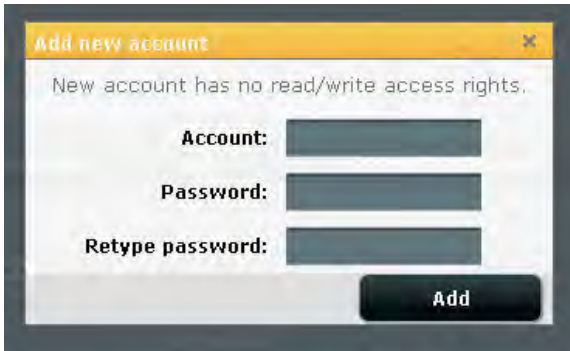 Add new account
New account has no read/write access rights.
Account:
Password:
Retype password:
Add